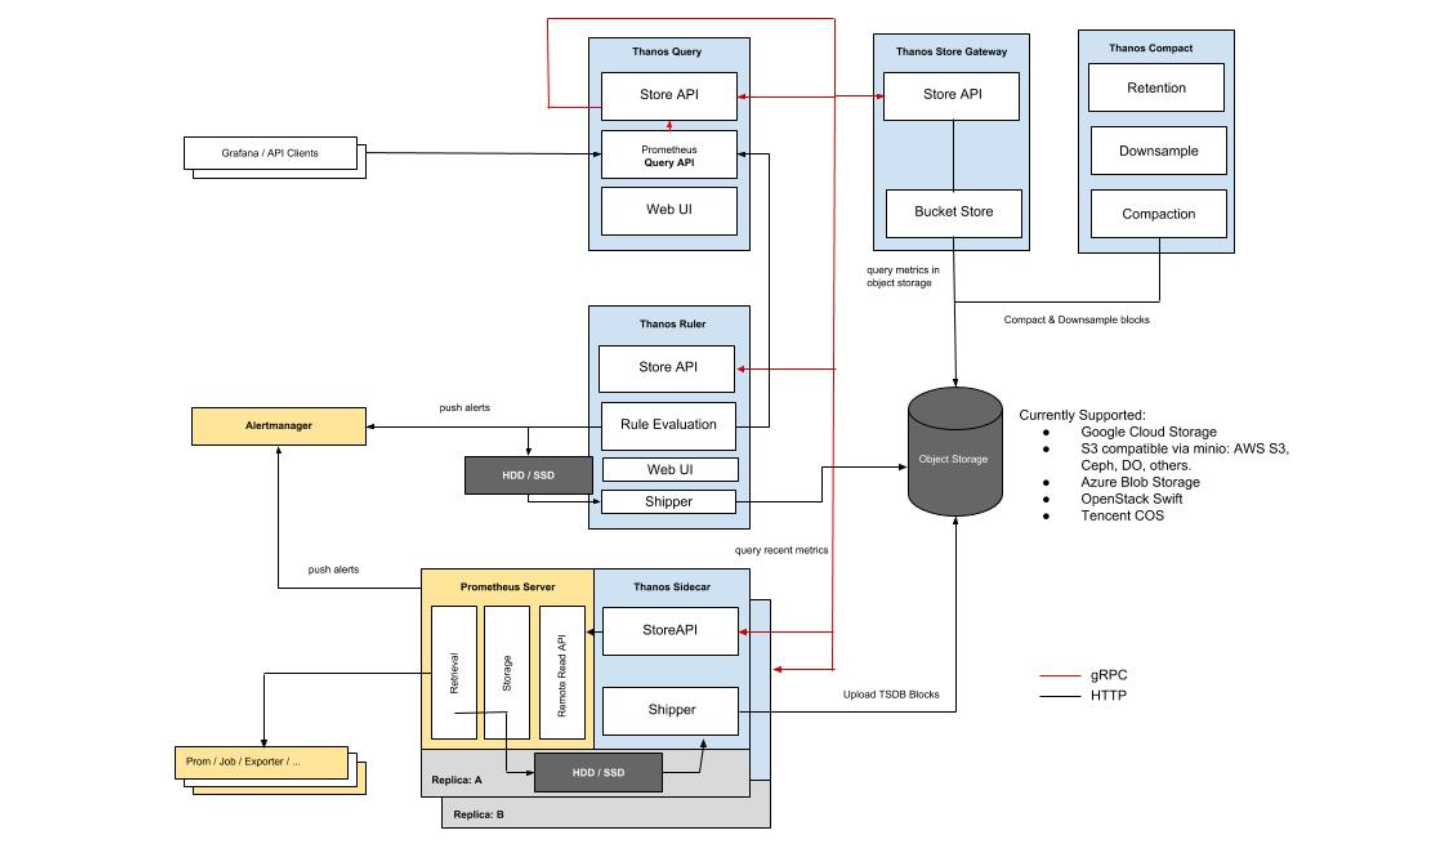 Thanos Query
Store API
Prometheus
Query API
Web UI
Grafana / API Clients
Thanos Store Gateway
Store API
Bucket Store
query metrics in
object storage
Thanos Compact
Retention
Downsample
Compaction
Compact & Downsample blocks
Thanos Ruler
Store API
Rule Evaluation
Web UI
Shipper
push alerts
Alertmanager
HDD / SSD
Object Storage
Currently Supported:
● Google Cloud Storage
● S3 compatible via minio: AWS S3,
Ceph, DO, others.
● Azure Blob Storage
● OpenStack Swift
● Tencent COS
query recent metrics
push alerts
Prometheus Server
Retrieval
Storage
Remote Read API
Thanos Sidecar
StoreAPI
Shipper
Upload TSDB Blocks
gRPC
HTTP
Prom / Job / Exporter / ...
HDD / SSD
Replica: A
Replica: B